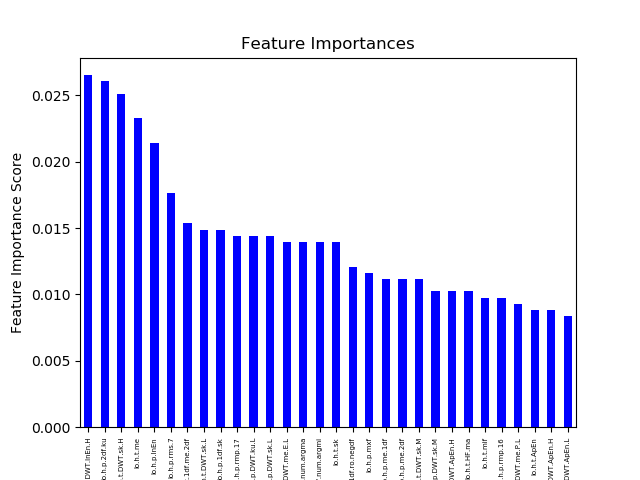 Feature Importances
Feature Importance Score
0.025
0.020
0.015
0.010
0.005
0.000
DWT.InEn.H
lo.h.p.2df.ku
.t.DWT.sk.H
lo.h.t.me
lo.h.p.InEn
lo.h.p.rms.7
.1df.me.2df
.t.DWT.sk.L
lo.h.p.1df.sk
.h.p.rmp.17
.p.DWT.ku.L
.p.DWT.sk.L
DWT.me.E.L
.num.argma
.num.argmi
lo.h.t.sk
1df.ro.negdf
lo.h.p.mxf
.h.p.me.1df
.h.p.me.2df
.t.DWT.sk.M
.p.DWT.sk.M
DWT.ApEn.H
lo.h.t.HF.ma
lo.h.t.mif
.h.p.rmp.16
DWT.me.P.L
lo.h.t.ApEn
DWT.ApEn.H
DWT.ApEn.L